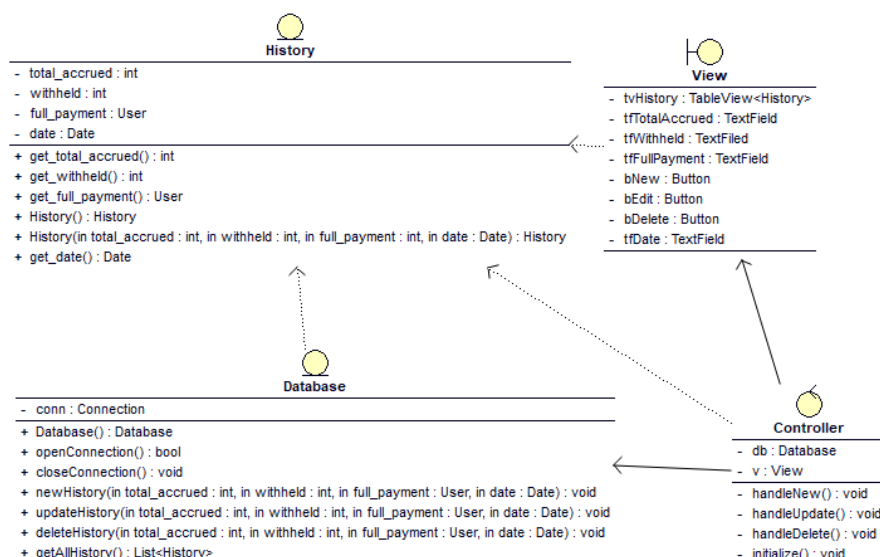 History
- total_accrued : int
- withheld : int
- full_payment : User
- date : Date
+ get_total_accrued() : int
+ get_withheld() : int
+ get_full_payment() : User
+ History() : History
+ History(in total_accrued : int, in withheld : int, in full_payment : int, in date : Date) : History
+ get_date() : Date
View
- tvHistory : TableView<History>
- tfTotalAccrued : TextField
- tfWithheld : TextFiled
- tfFullPayment : TextField
- bNew : Button
- bEdit : Button
- bDelete : Button
- tfDate : TextField
Database
- conn : Connection
+ Database() : Database
+ openConnection() : bool
+ closeConnection() : void
+ newHistory(in total_accrued : int, in withheld : int, in full_payment : User, in date : Date) : void
+ updateHistory(in total_accrued : int, in withheld : int, in full_payment : User, in date : Date) : void
+ deleteHistory(in total_accrued : int, in withheld : int, in full_payment : User, in date : Date) : void
+ getAllHistory() : List<History>
Controller
- db : Database
- v : View
- handleNew() : void
- handleUpdate() : void
- handleDelete() : void
- initialize() : void